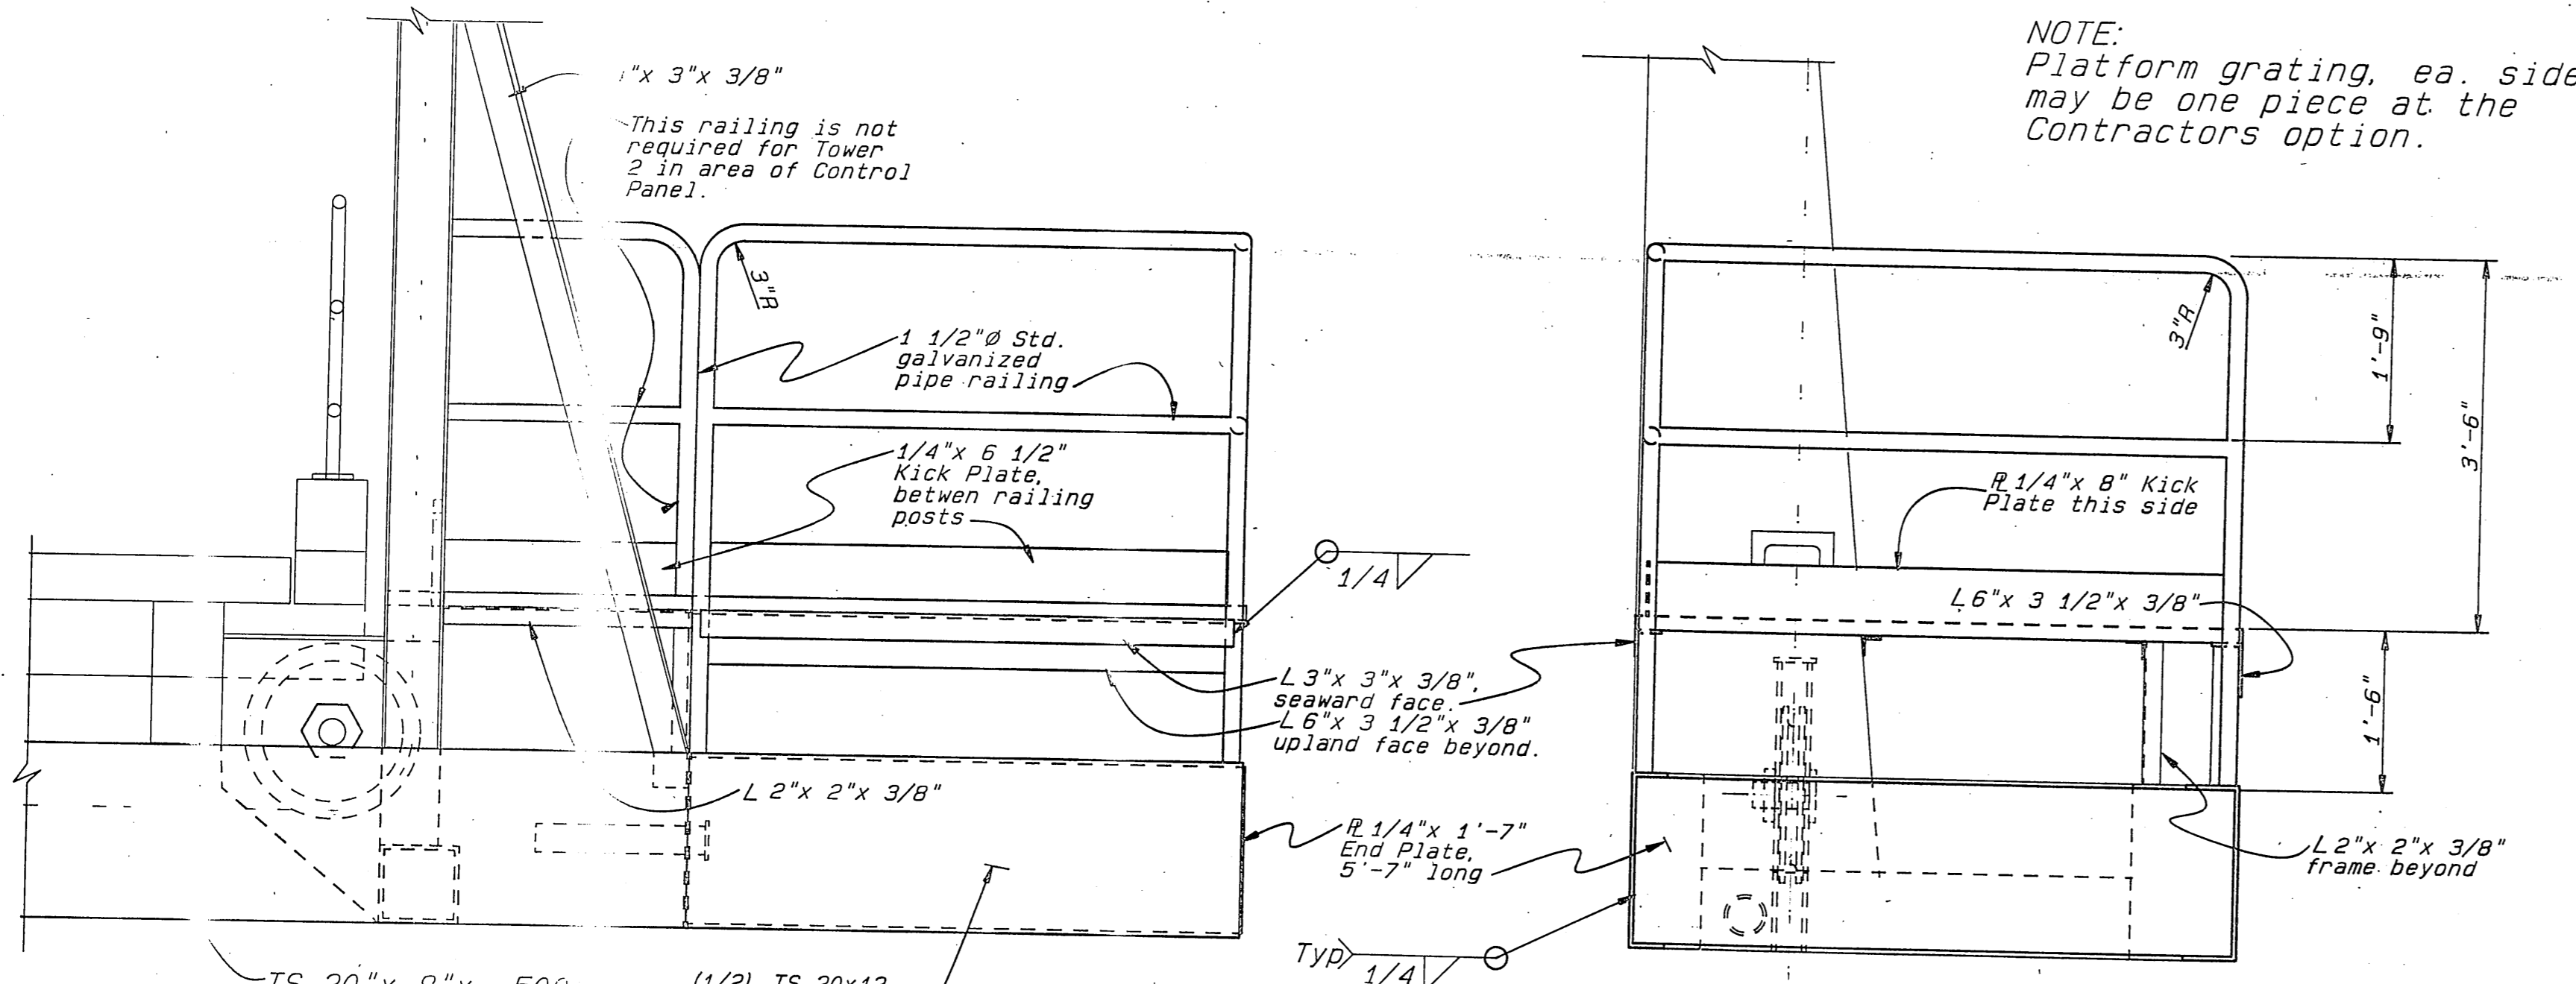 NOTE:
Platform grating, ea. side
may be one piece at the
Contractors option.
"x 3"x 3/8"
This railing is not
required for Tower
2 in area of Control
Panel.
3"R
1 1/2"Ø Std.
galvanized
pipe railing
1/4"x 6 1/2"
Kick Plate,
betwen railing
posts
1/4
L 3"x 3"x 3/8",
seaward face.
L 6"x 3 1/2"x 3/8"
upland face beyond.
L 2"x 2"x 3/8"
℄ 1/4"x 1'-7"
End Plate,
5'-7" long
Typ
1/4
3"R
1'-9"
3'-6"
℄ 1/4"x 8" Kick
Plate this side
L 6"x 3 1/2"x 3/8"
1'-6"
L 2"x 2"x 3/8"
frame beyond
TS 20"x 8"x .500
(1/2) TS 20x12